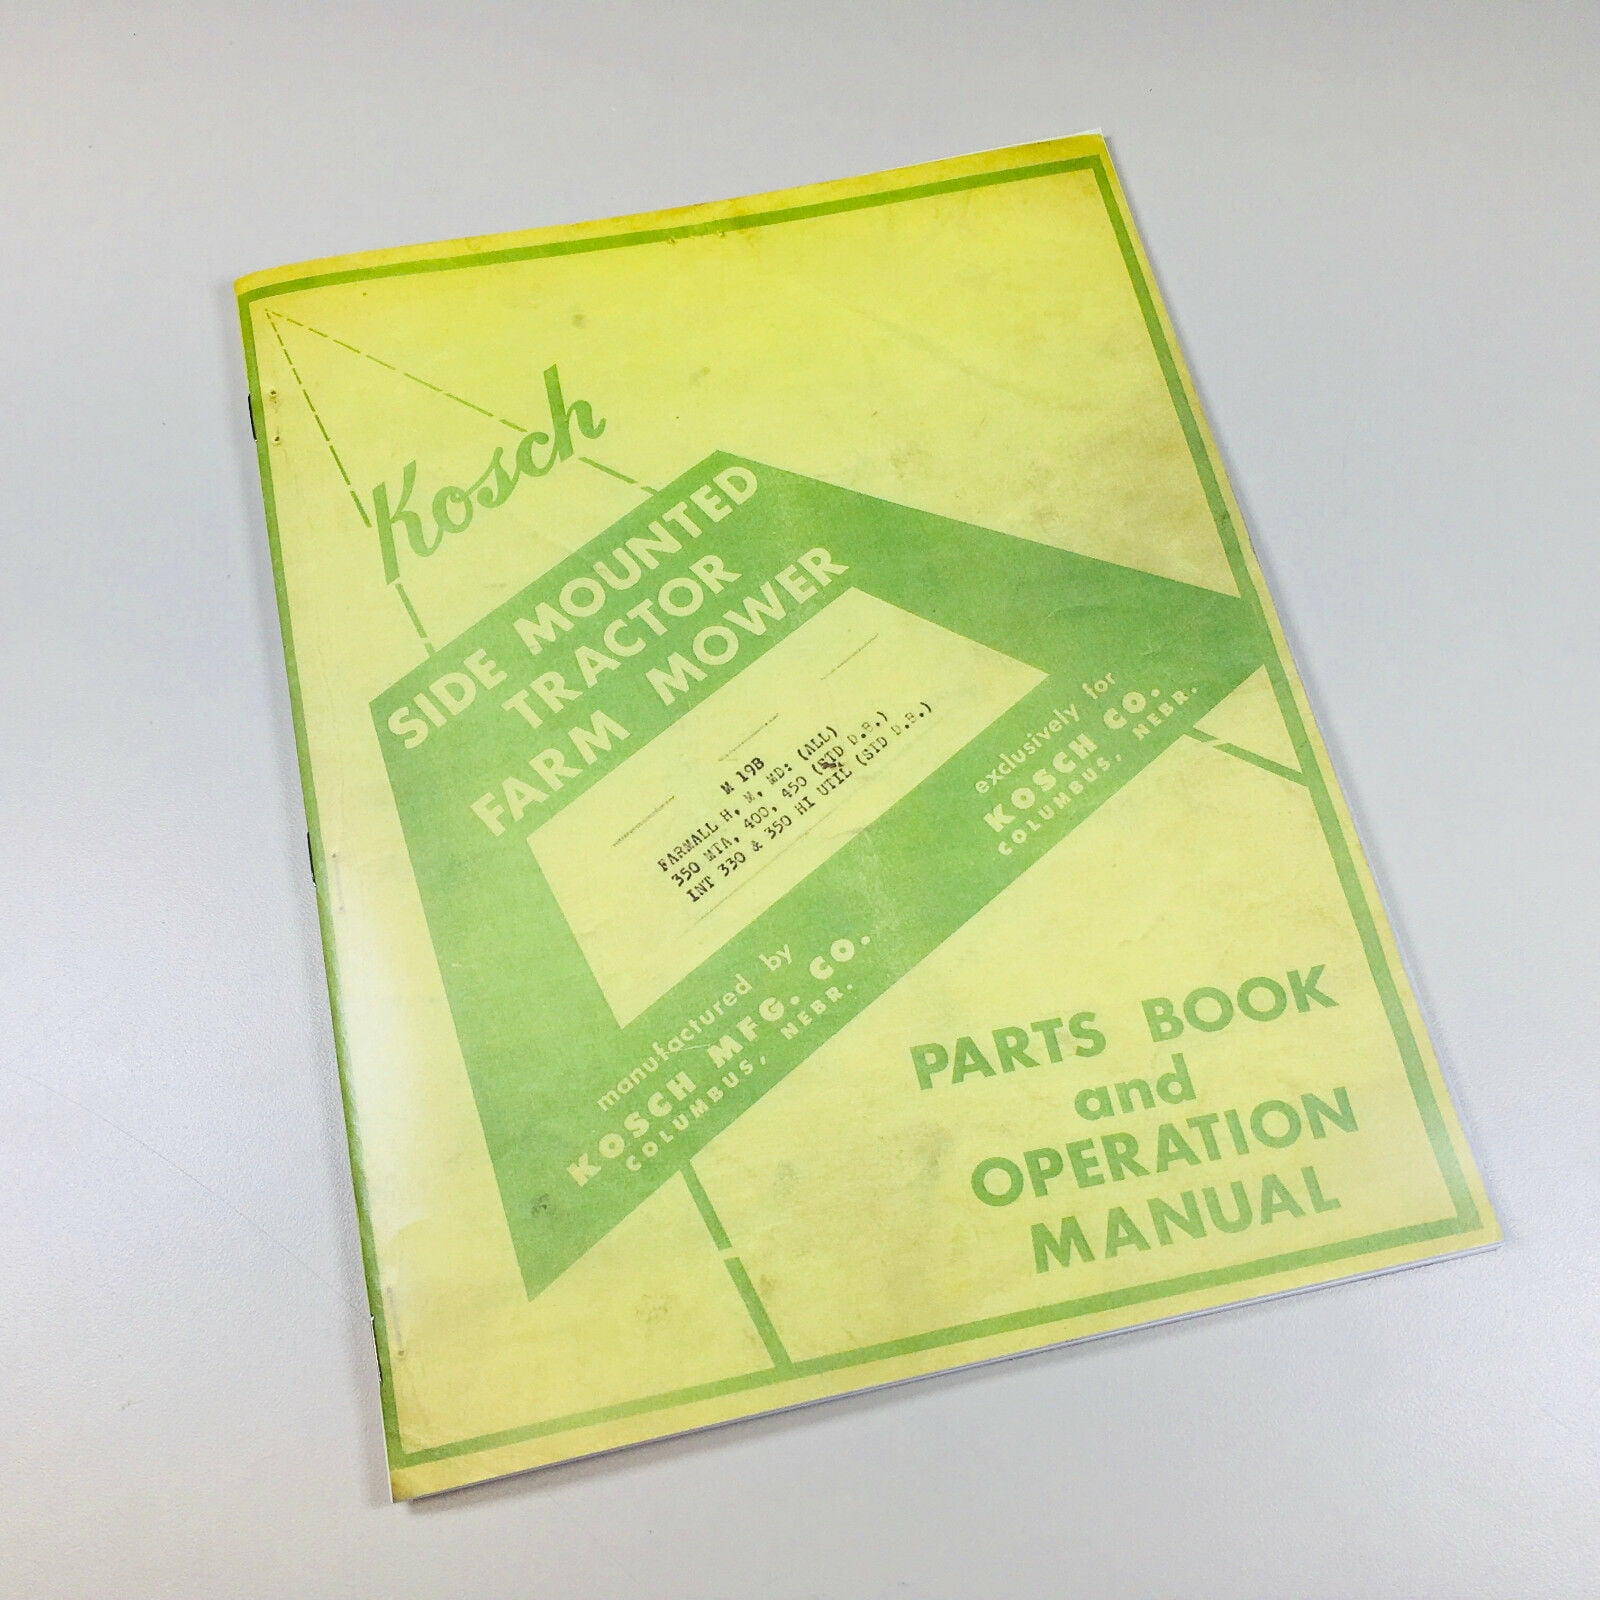 Kosch
SIDE MOUNTED
TRACTOR
FARM MOWER
M 19B
FARMALL H, M, MD: (ALL)
350 MTA, 400, 450 (STD D.B.)
INT 330 & 350 HI UTIL (STD D.B.)
exclusively for
KOSCH CO.
COLUMBUS, NEBR.
manufactured by
KOSCH MFG. CO.
COLUMBUS, NEBR.
PARTS BOOK
and
OPERATION
MANUAL